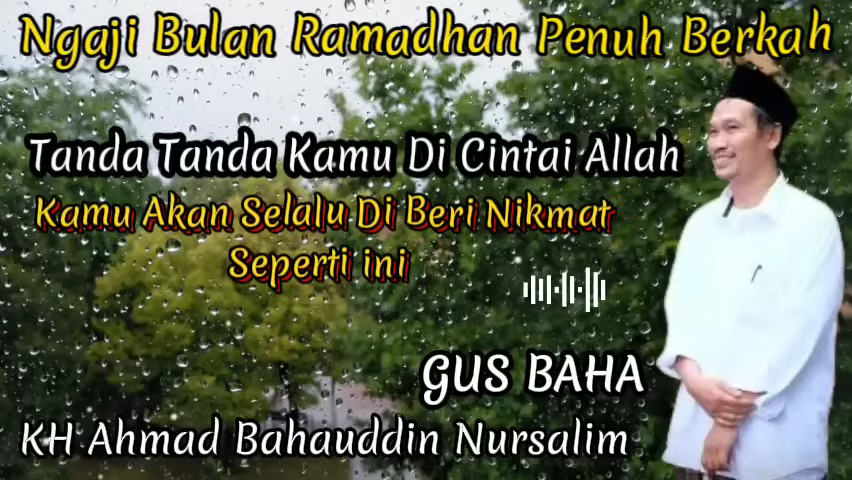 Ngaji Bulan Ramadhan Penuh Berkah
Tanda Tanda Kamu Di Cintai Allah
Kamu Akan Selalu Di Beri Nikmat
Seperti ini
GUS BAHA
KH Ahmad Bahauddin Nursalim